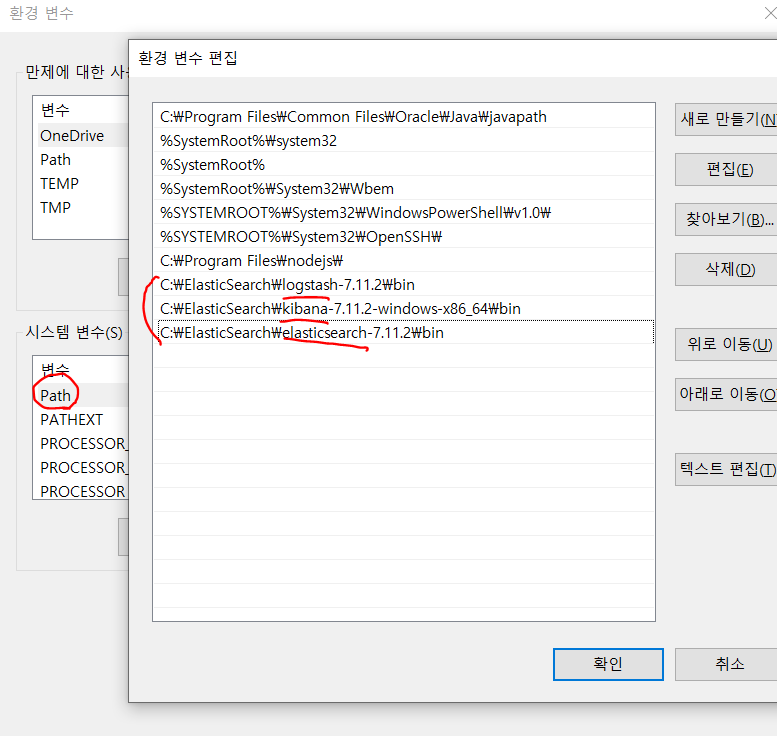 환경 변수
환경 변수 편집
만제에 대한 사
변수
OneDrive
Path
TEMP
TMP
시스템 변수(S)
변수
Path
PATHEXT
PROCESSOR_
PROCESSOR_
PROCESSOR
C:₩Program Files₩Common Files₩Oracle₩Java₩javapath
%SystemRoot%₩system32
%SystemRoot%
%SystemRoot%₩System32₩Wbem
%SYSTEMROOT%₩System32₩WindowsPowerShell₩v1.0₩
%SYSTEMROOT%₩System32₩OpenSSH₩
C:₩Program Files₩nodejs₩
C:₩ElasticSearch₩logstash-7.11.2₩bin
C:₩ElasticSearch₩kibana-7.11.2-windows-x86_64₩bin
C:₩ElasticSearch₩elasticsearch-7.11.2₩bin
새로 만들기(N
편집(E)
찾아보기(B)...
삭제(D)
위로 이동(U)
아래로 이동(O
텍스트 편집(T)
확인
취소